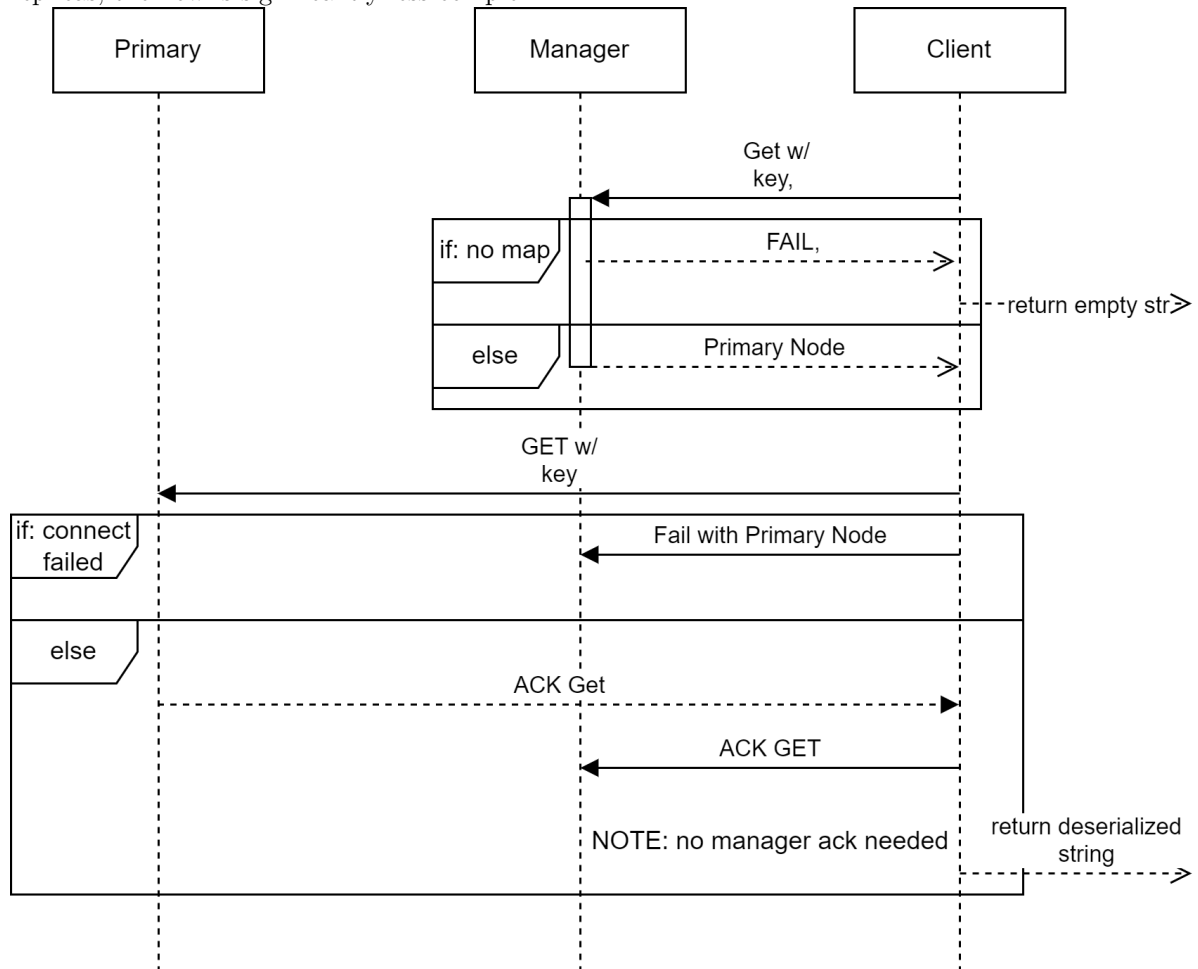 Primary
Manager
Client
Get w/
key,
if: no map
FAIL,
return empty str
else
Primary Node
GET w/
key
if: connect
failed
Fail with Primary Node
else
ACK Get
ACK GET
NOTE: no manager ack needed
return deserialized
string